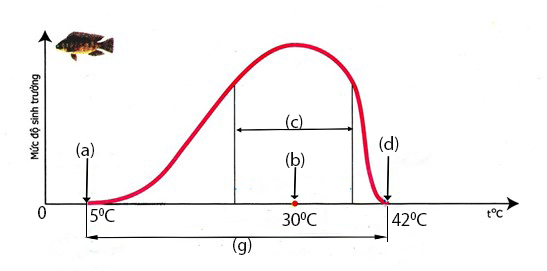 Mức độ sinh trưởng
(a)
(c)
(b)
(d)
0
5⁰C
30⁰C
42⁰C
t⁰C
(g)